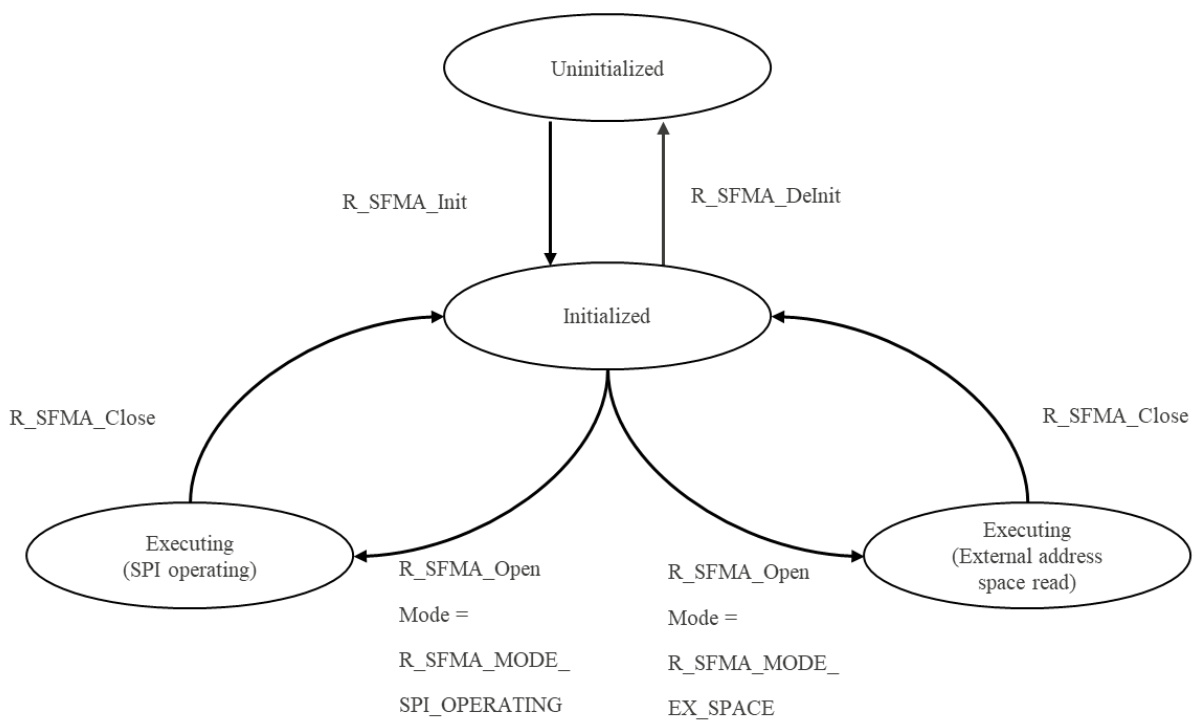 Uninitialized
R_SFMA_Init
R_SFMA_DeInit
Initialized
R_SFMA_Close
R_SFMA_Close
Executing
(SPI operating)
R_SFMA_Open
Mode =
R_SFMA_MODE_
SPI_OPERATING
R_SFMA_Open
Mode =
R_SFMA_MODE_
EX_SPACE
Executing
(External address
space read)